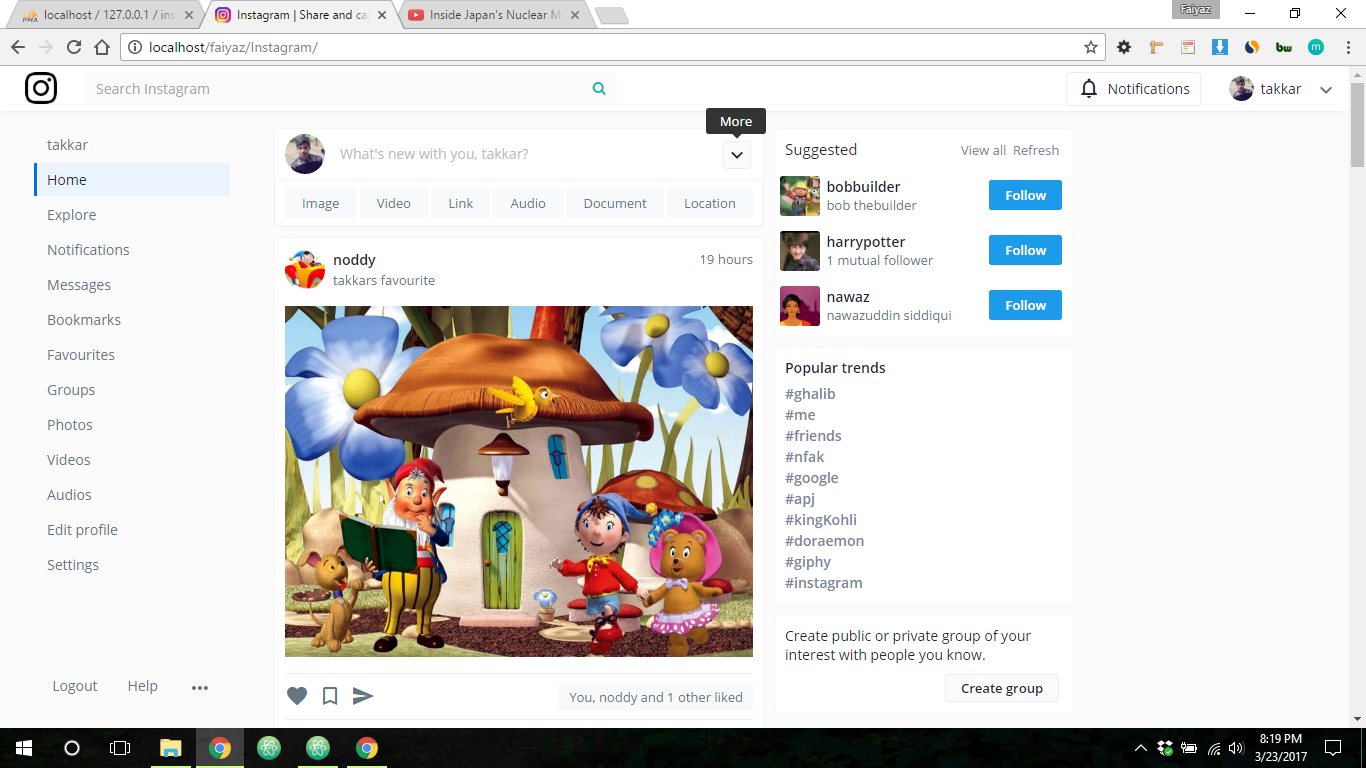 localhost / 127.0.0.1 / ins
Instagram | Share and ca
Inside Japan's Nuclear M
Faiyaz
localhost/faiyaz/Instagram/
Search Instagram
Notifications
takkar
More
takkar
Home
Explore
Notifications
Messages
Bookmarks
Favourites
Groups
Photos
Videos
Audios
Edit profile
Settings
Logout Help
What's new with you, takkar?
Image Video Link Audio Document Location
noddy
19 hours
takkars favourite
You, noddy and 1 other liked
Suggested
View all Refresh
bobbuilder
bob thebuilder
Follow
harrypotter
1 mutual follower
Follow
nawaz
nawazuddin siddiqui
Follow
Popular trends
#ghalib
#me
#friends
#nfak
#google
#apj
#kingKohli
#doraemon
#giphy
#instagram
Create public or private group of your
interest with people you know.
Create group
PMA
bw
m
8:19 PM
3/23/2017